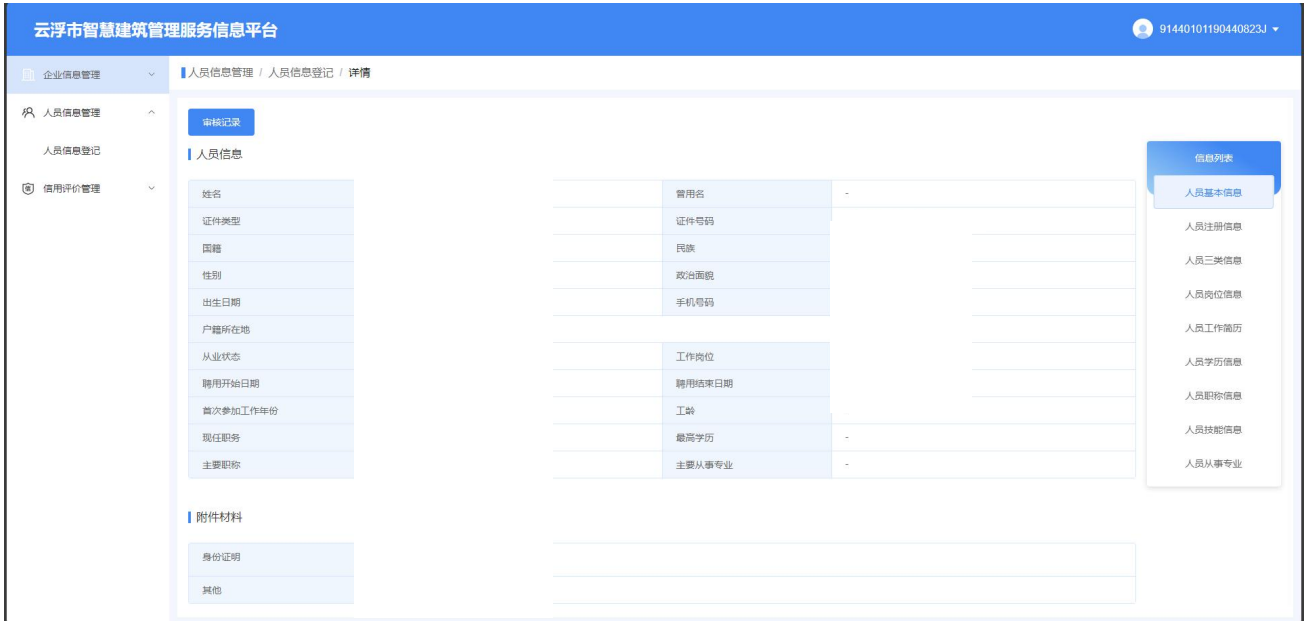 云浮市智慧建筑管理服务信息平台
91440101190440823J
企业信息管理
人员信息管理 / 人员信息登记 / 详情
人员信息管理
人员信息登记
信用评价管理
审核记录
人员信息
姓名 曾用名 -
证件类型 证件号码
国籍 民族
性别 政治面貌
出生日期 手机号码
户籍所在地
从业状态 工作岗位
聘用开始日期 聘用结束日期
首次参加工作年份 工龄
现任职务 最高学历 -
主要职称 主要从事专业 -
附件材料
身份证明
其他
信息列表
人员基本信息
人员注册信息
人员三类信息
人员岗位信息
人员工作简历
人员学历信息
人员职称信息
人员技能信息
人员从事专业